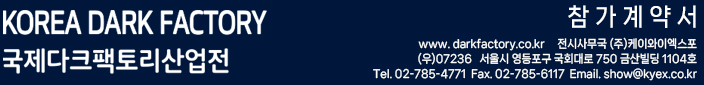 KOREA DARK FACTORY
국제다크팩토리산업전
참가계약서
www. darkfactory.co.kr 전시사무국 (주)케이와이엑스포
(우)07236 서울시 영등포구 국회대로 750 금산빌딩 1104호
Tel. 02-785-4771 Fax. 02-785-6117 Email. show@kyex.co.kr